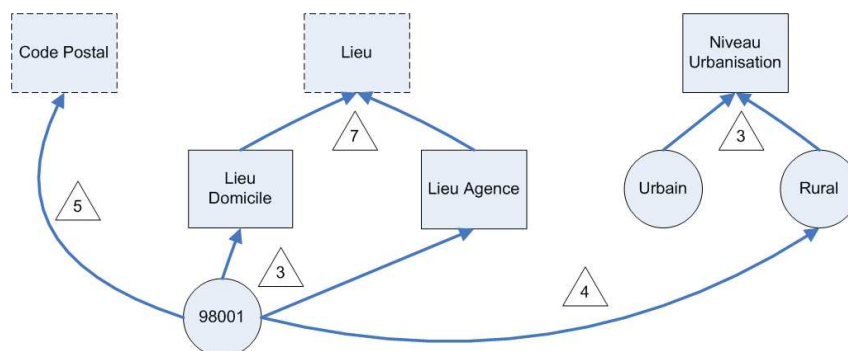 Code Postal
Lieu
Niveau
Urbanisation
7
3
Lieu
Domicile
Lieu Agence
Urbain
Rural
5
3
4
98001